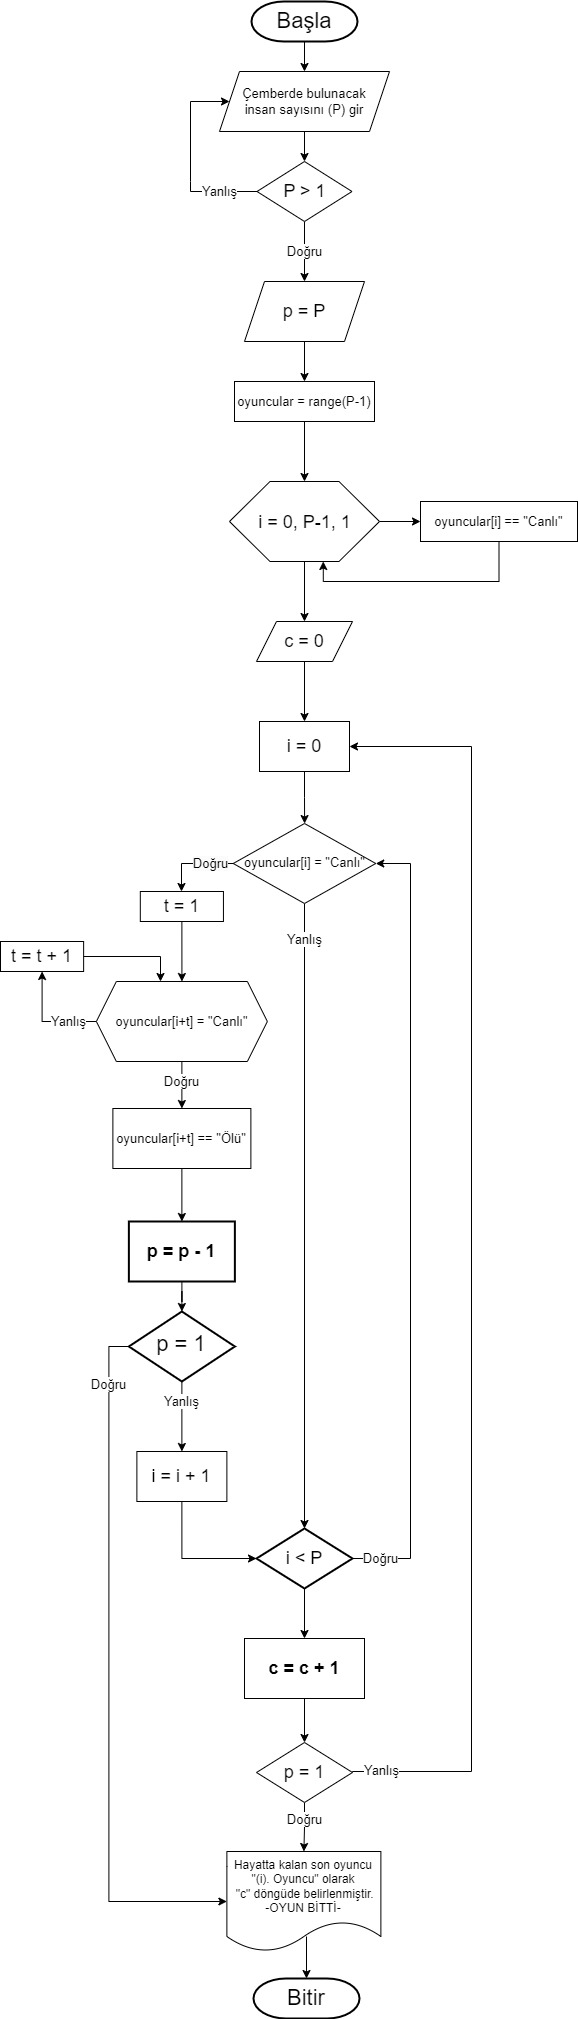 Başla
Çemberde bulunacak
insan sayısını (P) gir
Yanlış
P > 1
Doğru
p = P
oyuncular = range(P-1)
i = 0, P-1, 1
oyuncular[i] == "Canlı"
c = 0
i = 0
Doğru
oyuncular[i] = "Canlı"
t = 1
Yanlış
t = t + 1
Yanlış
oyuncular[i+t] = "Canlı"
Doğru
oyuncular[i+t] == "Ölü"
p = p - 1
p = 1
Doğru
Yanlış
i = i + 1
i < P
Doğru
c = c + 1
p = 1
Yanlış
Doğru
Hayatta kalan son oyuncu
"(i). Oyuncu" olarak
"c" döngüde belirlenmiştir.
-OYUN BİTTİ-
Bitir